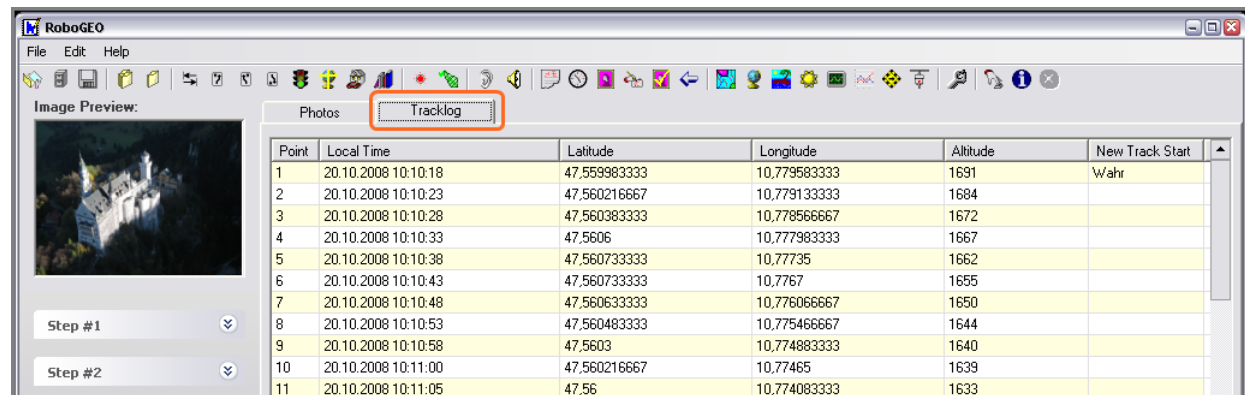 RoboGEO
File Edit Help
Image Preview:
Photos Tracklog
Point Local Time Latitude Longitude Altitude New Track Start
1 20.10.2008 10:10:18 47,559983333 10,779583333 1691 Wahr
2 20.10.2008 10:10:23 47,560216667 10,779133333 1684
3 20.10.2008 10:10:28 47,560383333 10,778566667 1672
4 20.10.2008 10:10:33 47,5606 10,777983333 1667
5 20.10.2008 10:10:38 47,560733333 10,77735 1662
6 20.10.2008 10:10:43 47,560733333 10,7767 1655
7 20.10.2008 10:10:48 47,560633333 10,776066667 1650
Step #1
8 20.10.2008 10:10:53 47,560483333 10,775466667 1644
9 20.10.2008 10:10:58 47,5603 10,774883333 1640
Step #2
10 20.10.2008 10:11:00 47,560216667 10,77465 1639
11 20.10.2008 10:11:05 47,56 10,774083333 1633